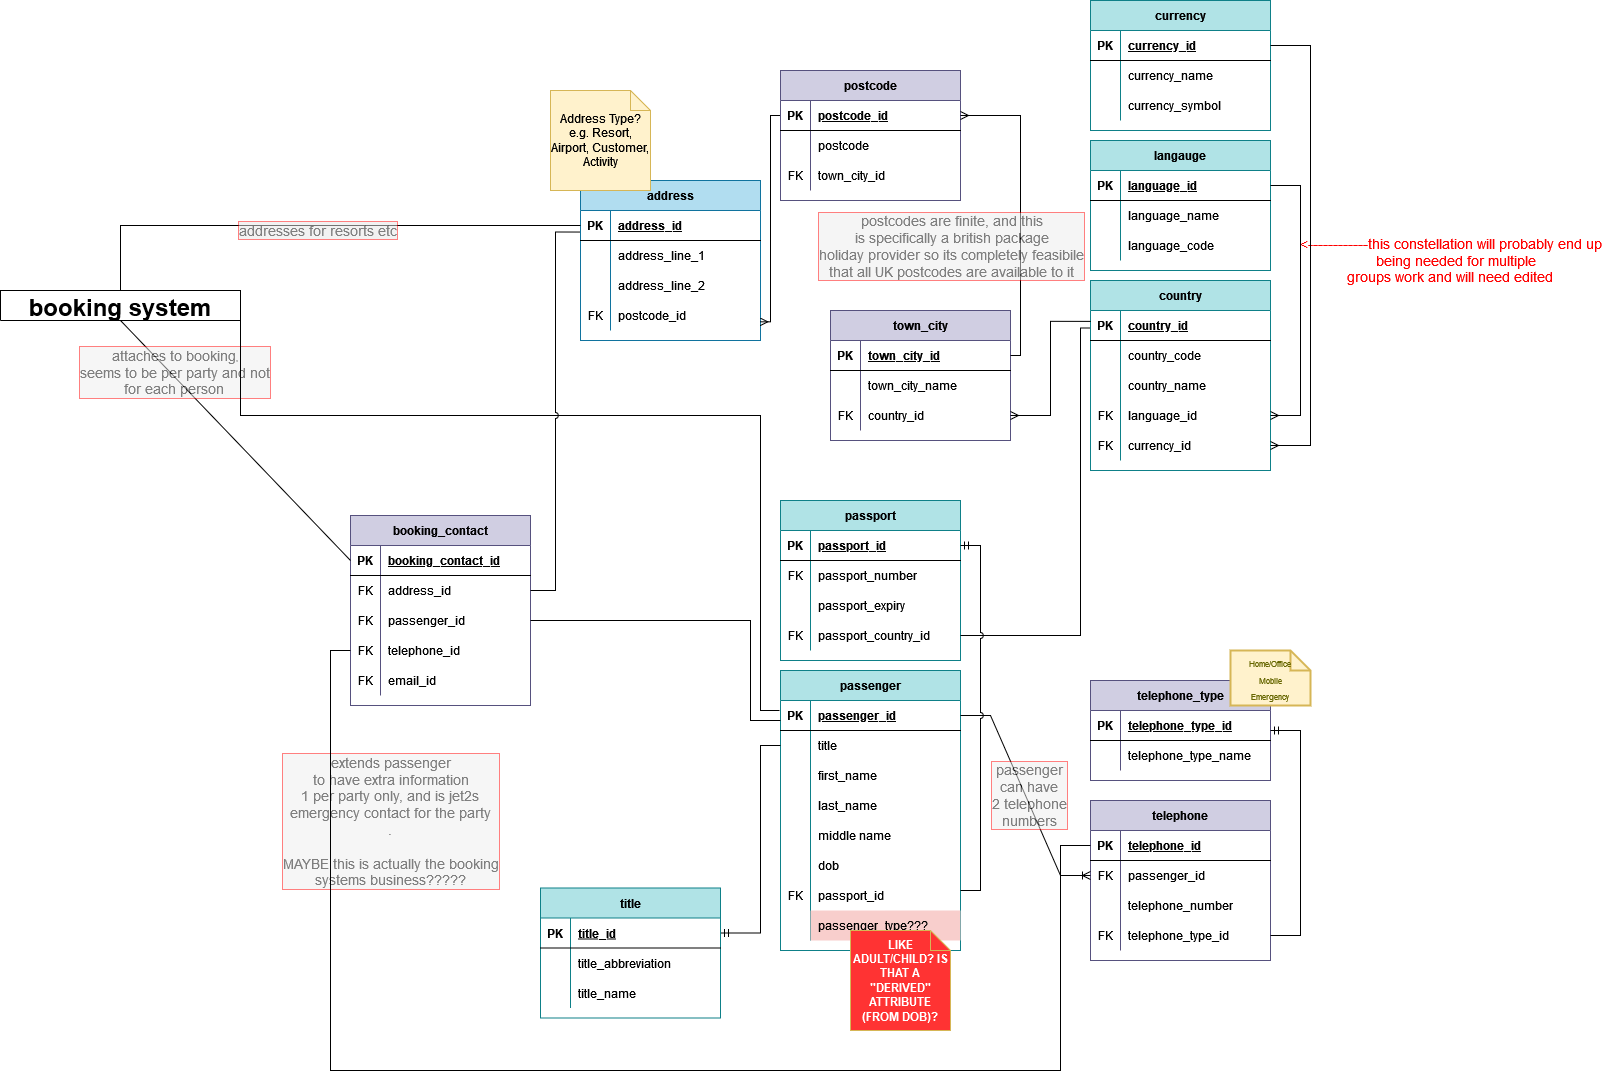 currency
PK currency_id
currency_name
currency_symbol
postcode
PK postcode_id
postcode
FK town_city_id
Address Type?
e.g. Resort,
Airport, Customer,
Activity
langauge
PK language_id
language_name
language_code
address
PK address_id
address_line_1
address_line_2
FK postcode_id
addresses for resorts etc
postcodes are finite, and this
is specifically a british package
holiday provider so its completely feasibile
that all UK postcodes are available to it
this constellation will probably end up
being needed for multiple
groups work and will need edited
booking system
attaches to booking.
seems to be per party and not
for each person
town_city
PK town_city_id
town_city_name
FK country_id
country
PK country_id
country_code
country_name
FK language_id
FK currency_id
booking_contact
PK booking_contact_id
FK address_id
FK passenger_id
FK telephone_id
FK email_id
passport
PK passport_id
FK passport_number
passport_expiry
FK passport_country_id
passenger
PK passenger_id
title
first_name
last_name
middle name
dob
FK passport_id
passenger_type???
LIKE
ADULT/CHILD? IS
THAT A
"DERIVED"
ATTRIBUTE
(FROM DOB)?
Home/Office
Mobile
Emergency
telephone_type
PK telephone_type_id
telephone_type_name
passenger
can have
2 telephone
numbers
telephone
PK telephone_id
FK passenger_id
telephone_number
FK telephone_type_id
extends passenger
to have extra information
1 per party only, and is jet2s
emergency contact for the party
.
MAYBE this is actually the booking
systems business?????
title
PK title_id
title_abbreviation
title_name